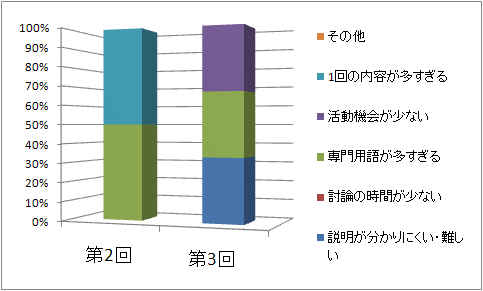 100%
90%
80%
70%
60%
50%
40%
30%
20%
10%
0%
第2回
第3回
その他
1回の内容が多すぎる
活動機会が少ない
専門用語が多すぎる
討論の時間が少ない
説明が分かりにくい・難し
い